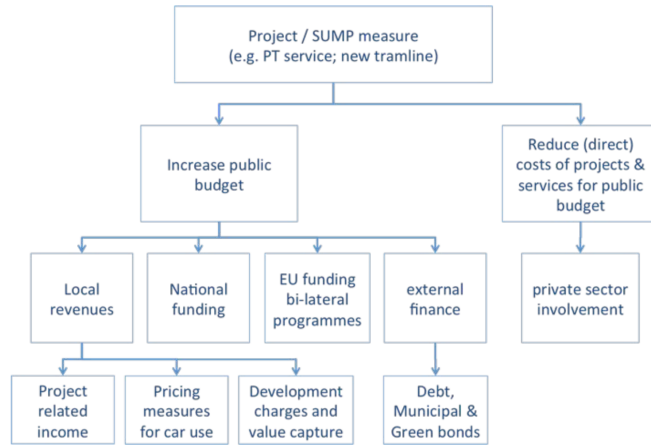 Project / SUMP measure
(e.g. PT service; new tramline)
Increase public
budget
Reduce (direct)
costs of projects &
services for public
budget
Local
revenues
National
funding
EU funding
bi-lateral
programmes
external
finance
private sector
involvement
Project
related
income
Pricing
measures
for car use
Development
charges and
value capture
Debt,
Municipal &
Green bonds